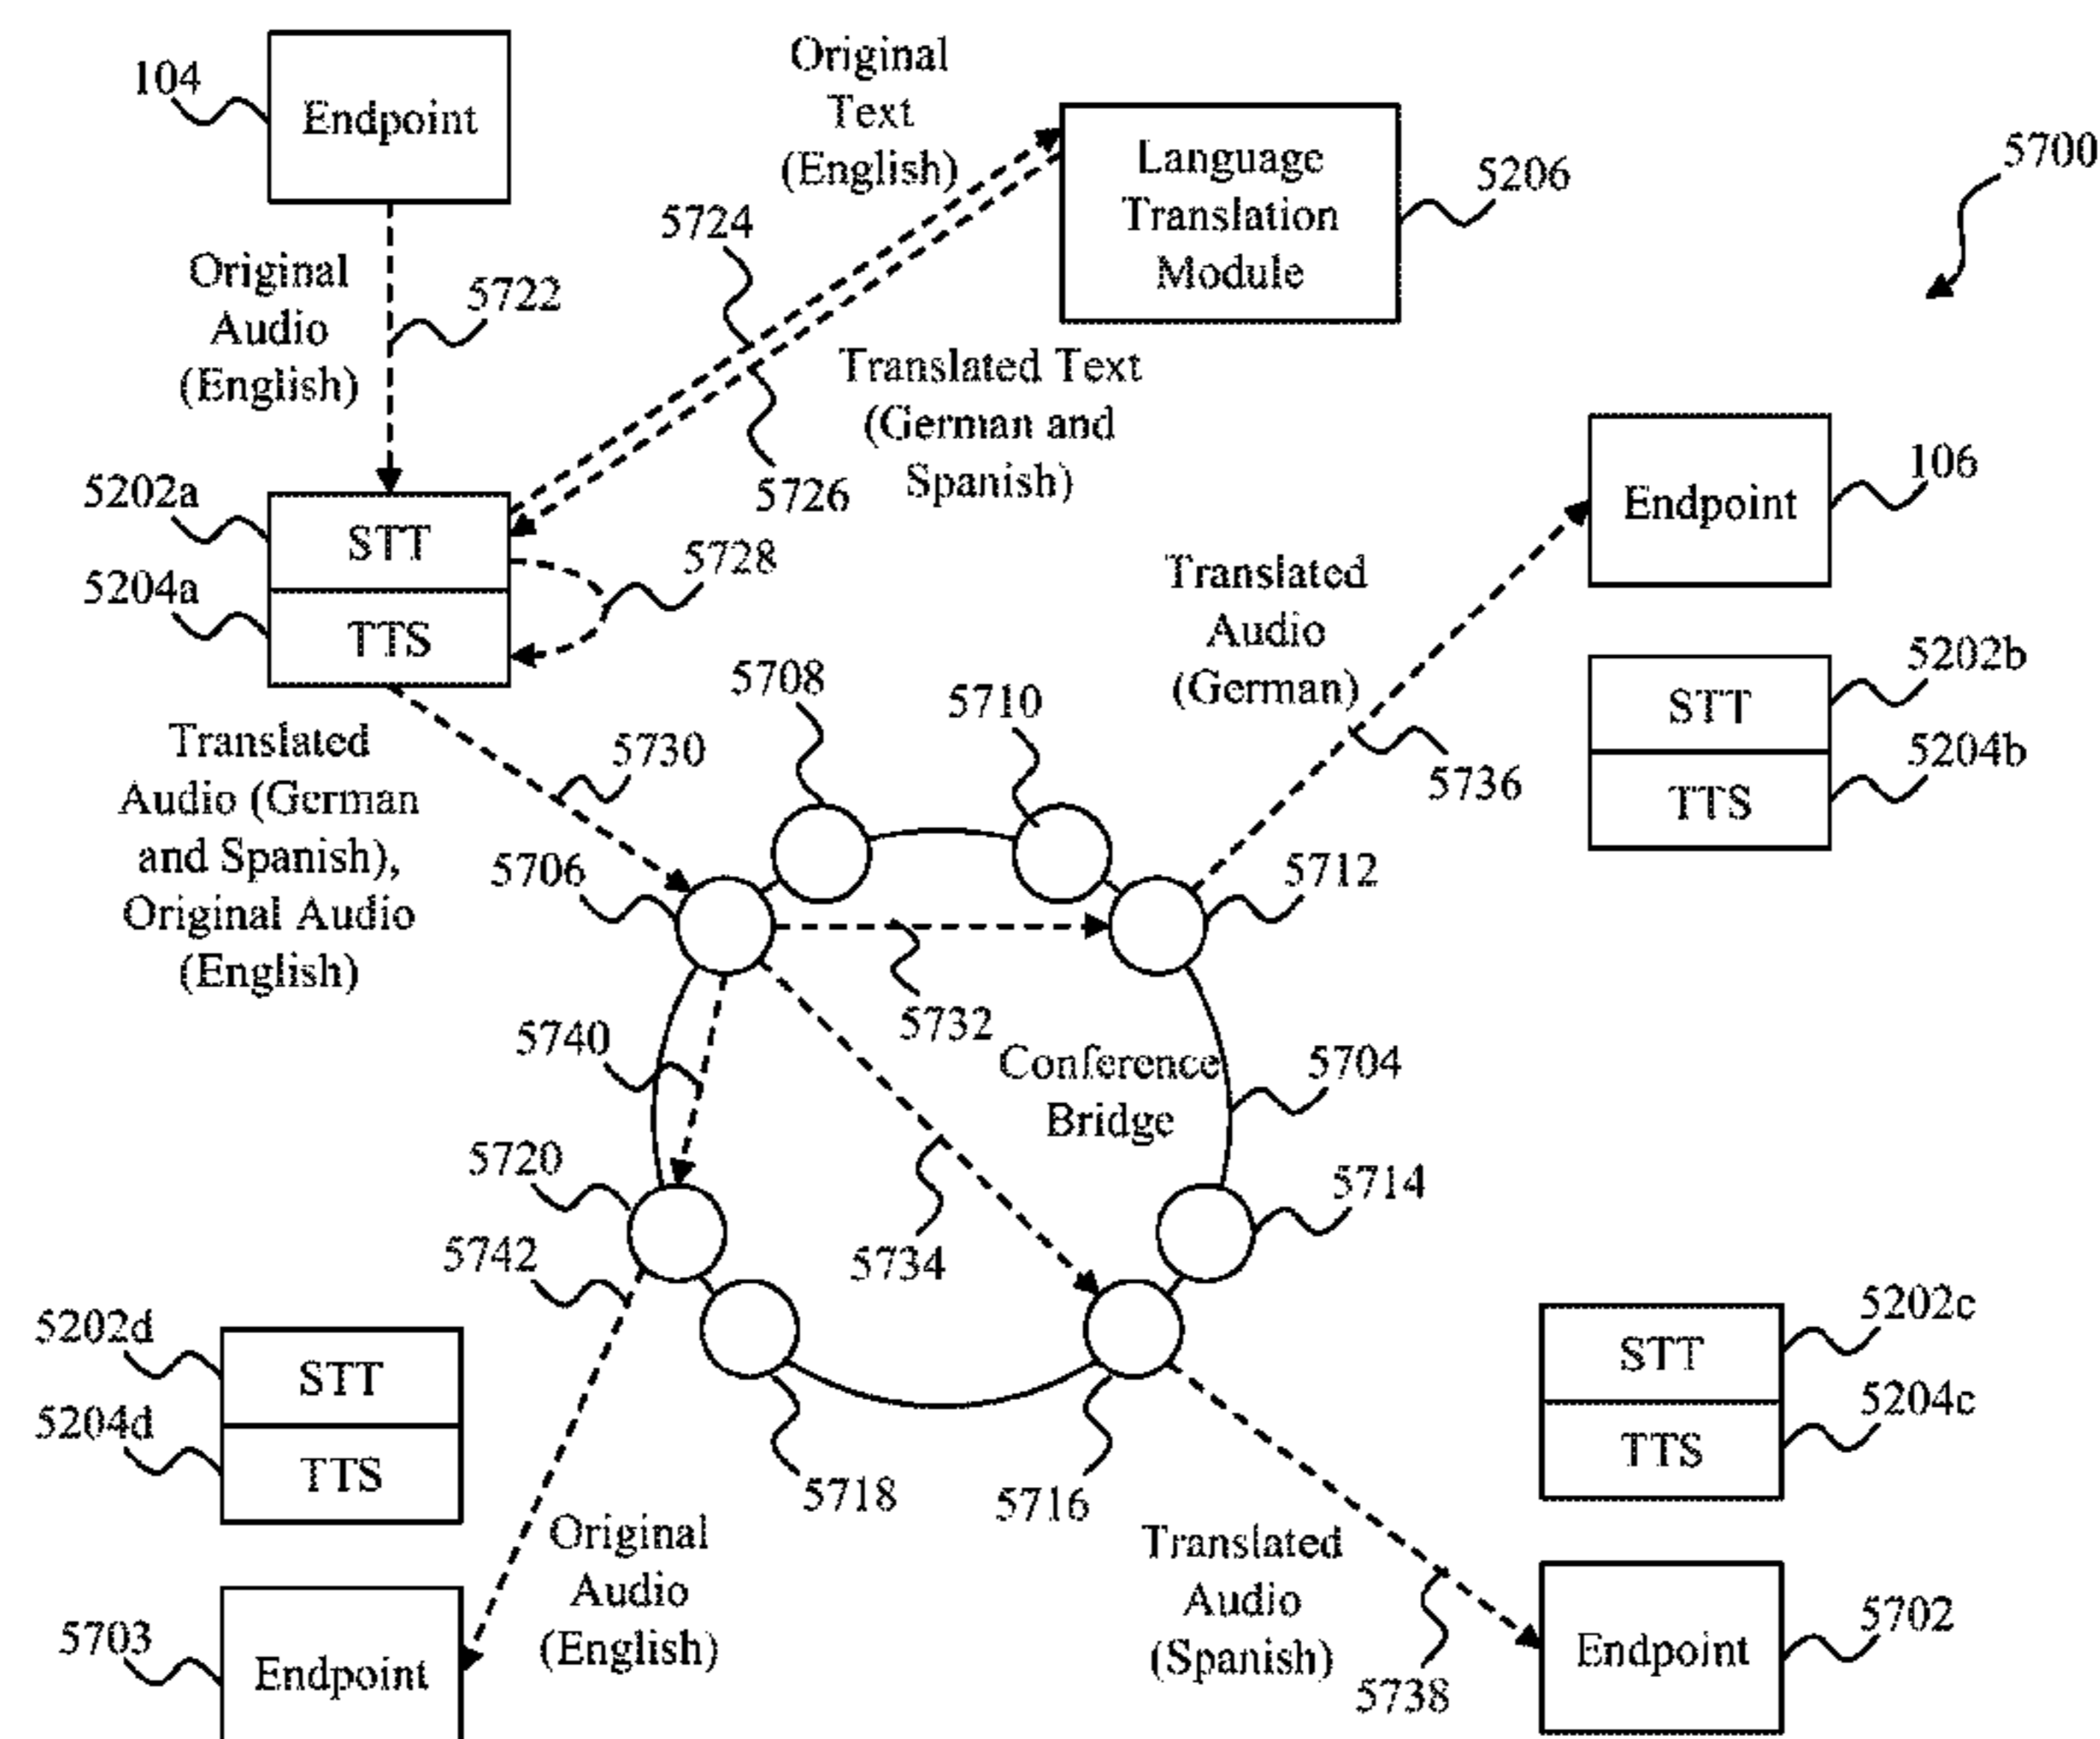 104
Endpoint
Original
Text
(English)
Language
Translation
Module
5206
5700
5724
Original
Audio
(English)
5722
Translated Text
(German and
Spanish)
5726
Endpoint
106
5202a
STT
5204a
TTS
5728
Translated
Audio
(German)
5736
5202b
STT
5204b
TTS
5708
5710
Translated
Audio (German
and Spanish),
Original Audio
(English)
5730
5706
5712
5732
5740
Conference
Bridge
5704
5720
5714
5742
5734
5202d
STT
5204d
TTS
5202c
STT
5204c
TTS
5718
5716
Original
Audio
(English)
Translated
Audio
(Spanish)
5738
5703
Endpoint
Endpoint
5702